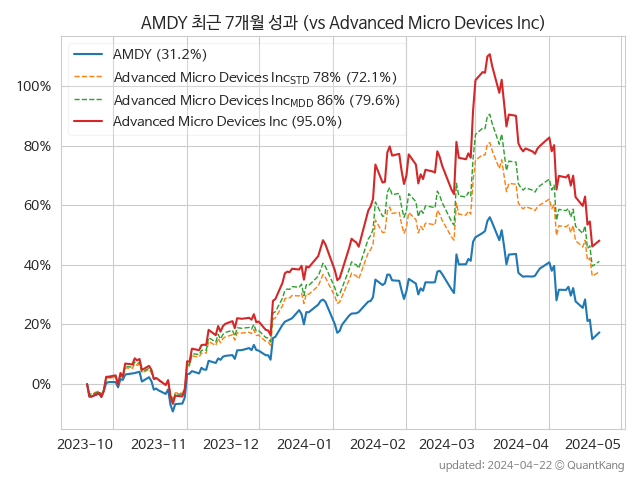 AMDY 최근 7개월 성과 (vs Advanced Micro Devices Inc)
AMDY (31.2%)
Advanced Micro Devices IncSTD 78% (72.1%)
Advanced Micro Devices IncMDD 86% (79.6%)
Advanced Micro Devices Inc (95.0%)
100%
80%
60%
40%
20%
0%
2023-10 2023-11 2023-12 2024-01 2024-02 2024-03 2024-04 2024-05
updated: 2024-04-22 © QuantKang